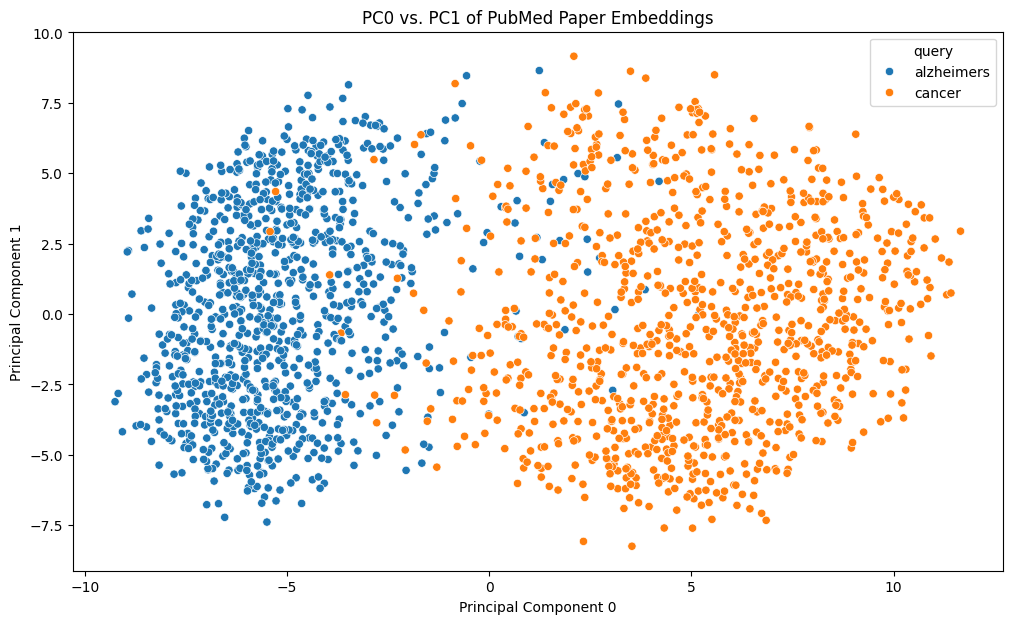 PC0 vs. PC1 of PubMed Paper Embeddings
query
alzheimers
cancer
Principal Component 1
10.0
7.5
5.0
2.5
0.0
−2.5
−5.0
−7.5
−10
−5
0
5
10
Principal Component 0